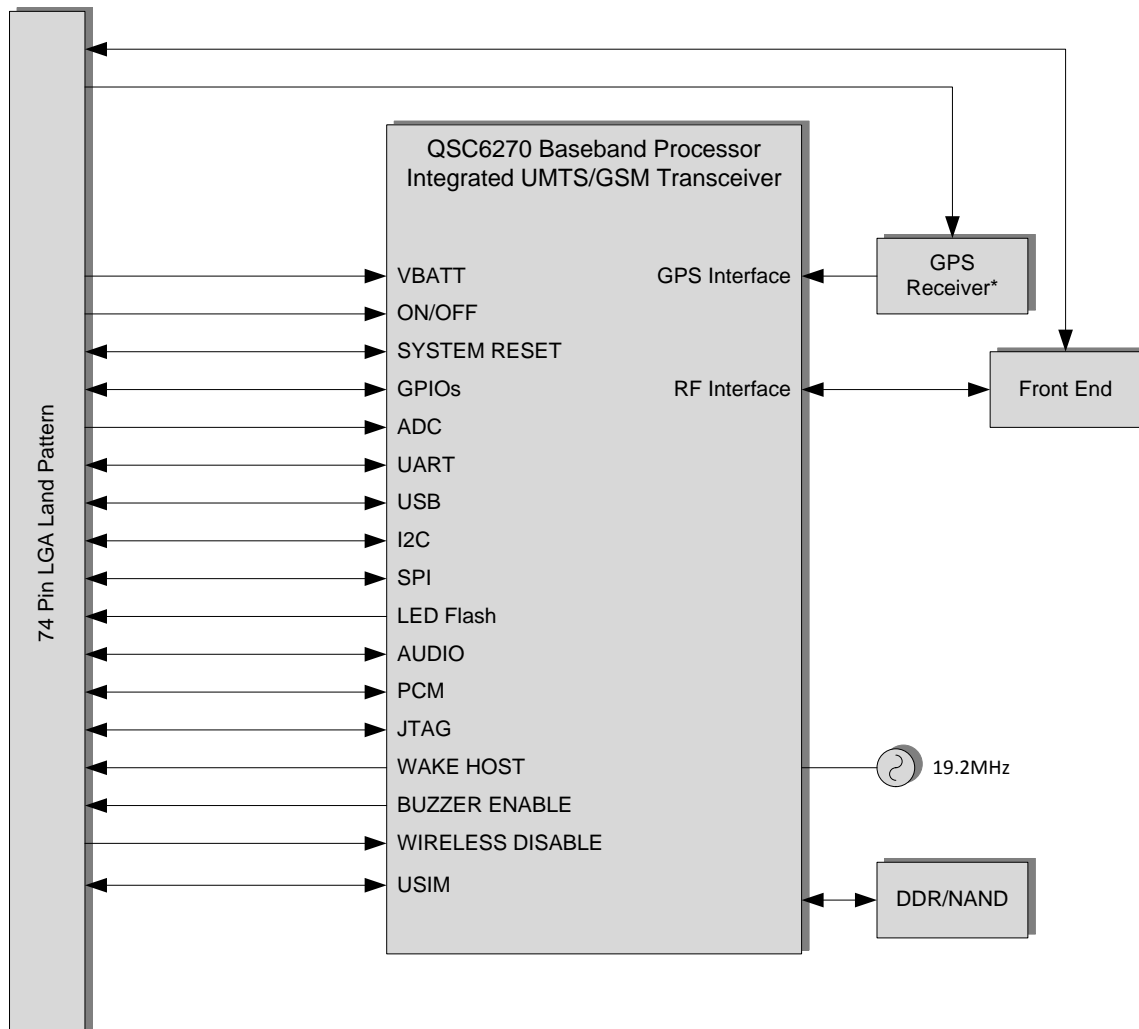 QSC6270 Baseband Processor
Integrated UMTS/GSM Transceiver
74 Pin LGA Land Pattern
VBATT
ON/OFF
SYSTEM RESET
GPIOs
ADC
UART
USB
I2C
SPI
LED Flash
AUDIO
PCM
JTAG
WAKE HOST
BUZZER ENABLE
WIRELESS DISABLE
USIM
GPS Interface
RF Interface
GPS
Receiver*
Front End
19.2MHz
DDR/NAND